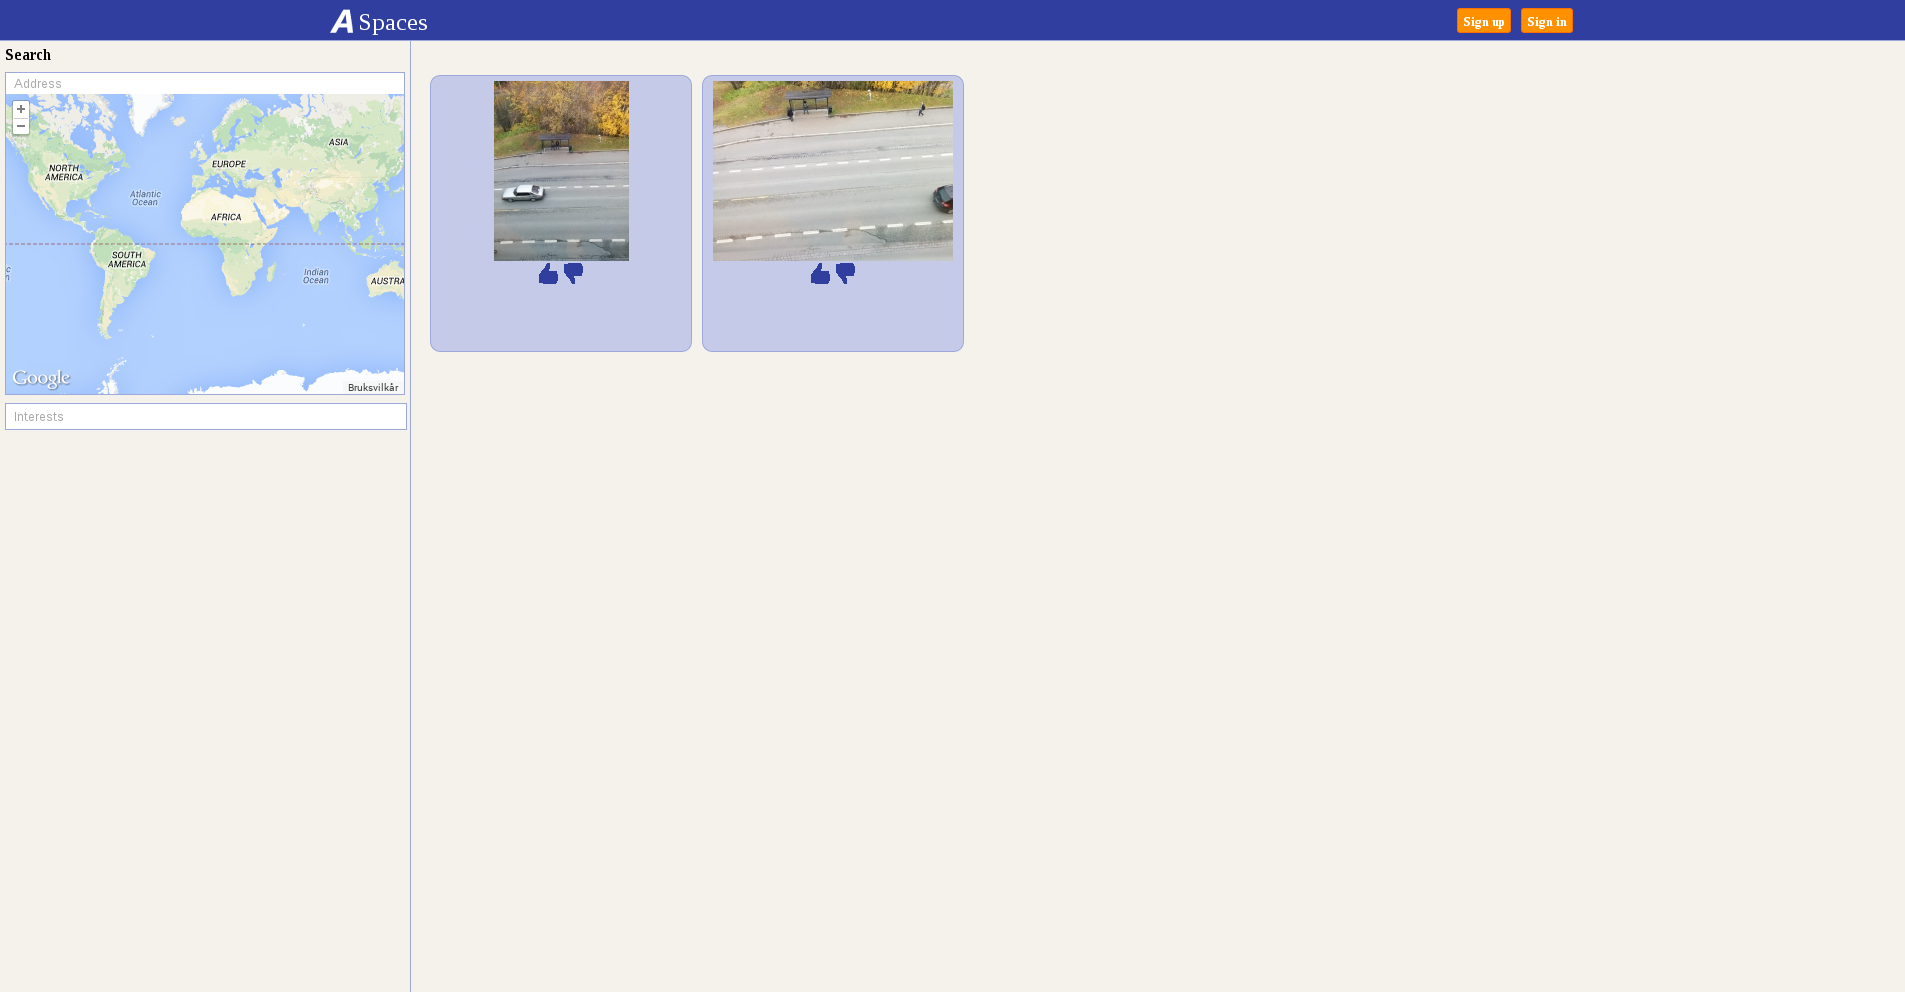 A Spaces
Sign up
Sign in
Search
Address
+
−
NORTH
AMERICA
EUROPE
ASIA
Atlantic
Ocean
AFRICA
SOUTH
AMERICA
Indian
Ocean
AUSTRA
c
n
Google
Bruksvilkår
Interests